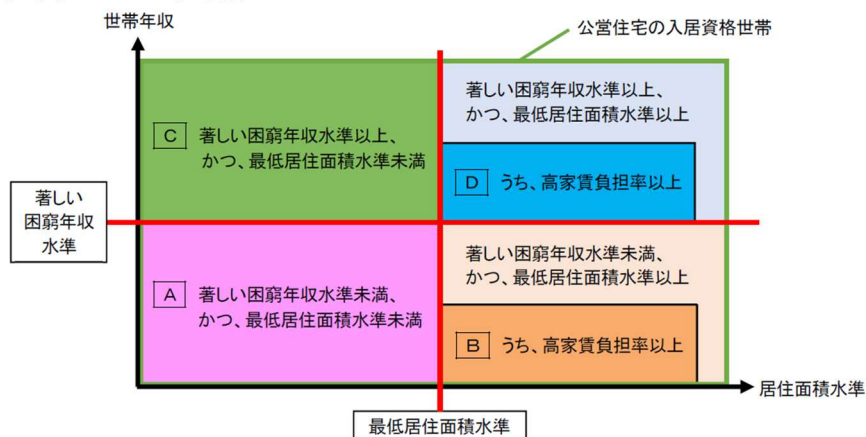 世帯年収
公営住宅の入居資格世帯
著しい困窮年収水準以上、
かつ、最低居住面積水準以上
C 著しい困窮年収水準以上、
かつ、最低居住面積水準未満
D うち、高家賃負担率以上
著しい
困窮年収
水準
著しい困窮年収水準未満、
かつ、最低居住面積水準以上
A 著しい困窮年収水準未満、
かつ、最低居住面積水準未満
B うち、高家賃負担率以上
居住面積水準
最低居住面積水準